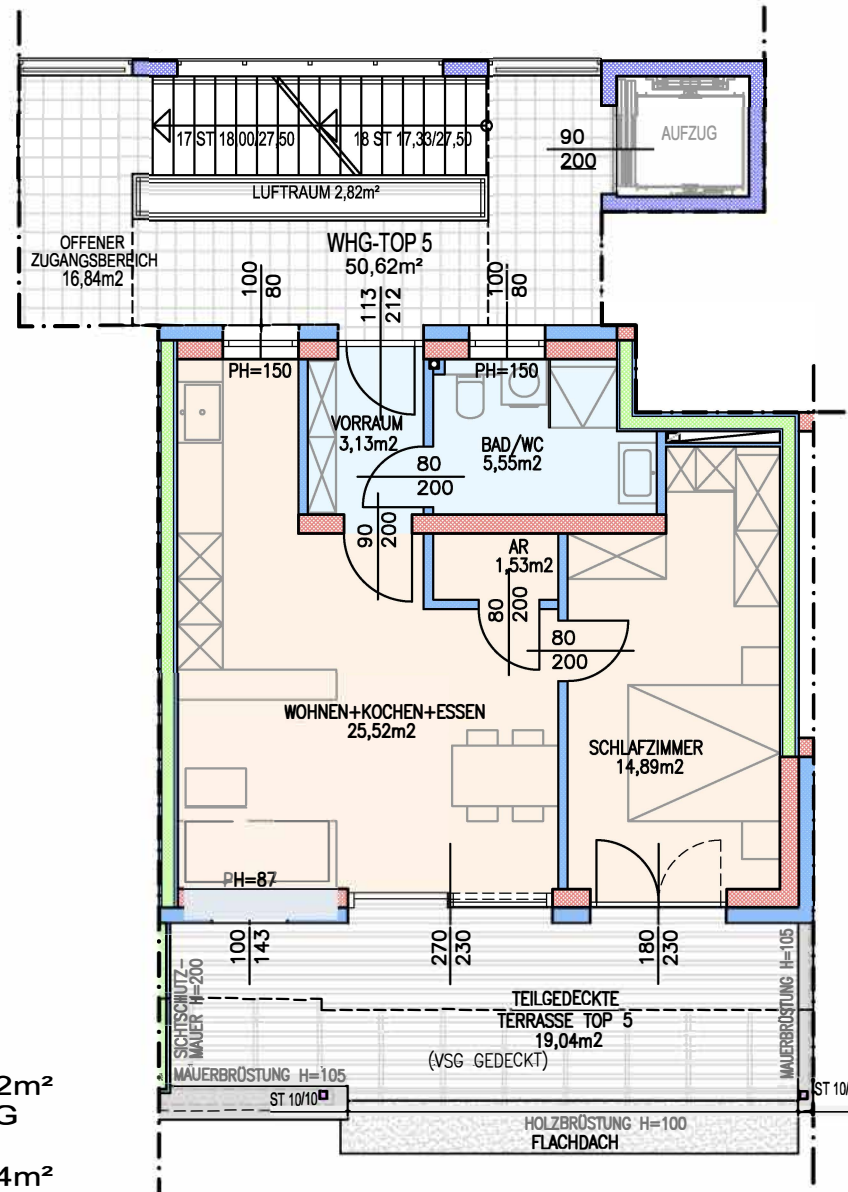 17 ST 18,00/27,50
18 ST 17,33/27,50
90
200
AUFZUG
LUFTRAUM 2,82m²
OFFENER
ZUGANGSBEREICH
16,84m2
WHG-TOP 5
50,62m²
100
80
113
212
100
80
PH=150
PH=150
VORRAUM
3,13m2
BAD/WC
5,55m2
80
200
90
200
AR
1,53m2
80
200
80
200
WOHNEN+KOCHEN+ESSEN
25,52m2
SCHLAFZIMMER
14,89m2
PH=87
100
143
270
230
180
230
SICHTSCHUTZ-
MAUER H=200
MAUERBRÜSTUNG H=105
TEILGEDECKTE
TERRASSE TOP 5
19,04m2
(VSG GEDECKT)
MAUERBRÜSTUNG H=105
ST 10/10
ST 10/
HOLZBRÜSTUNG H=100
FLACHDACH
2m²
G
4m²